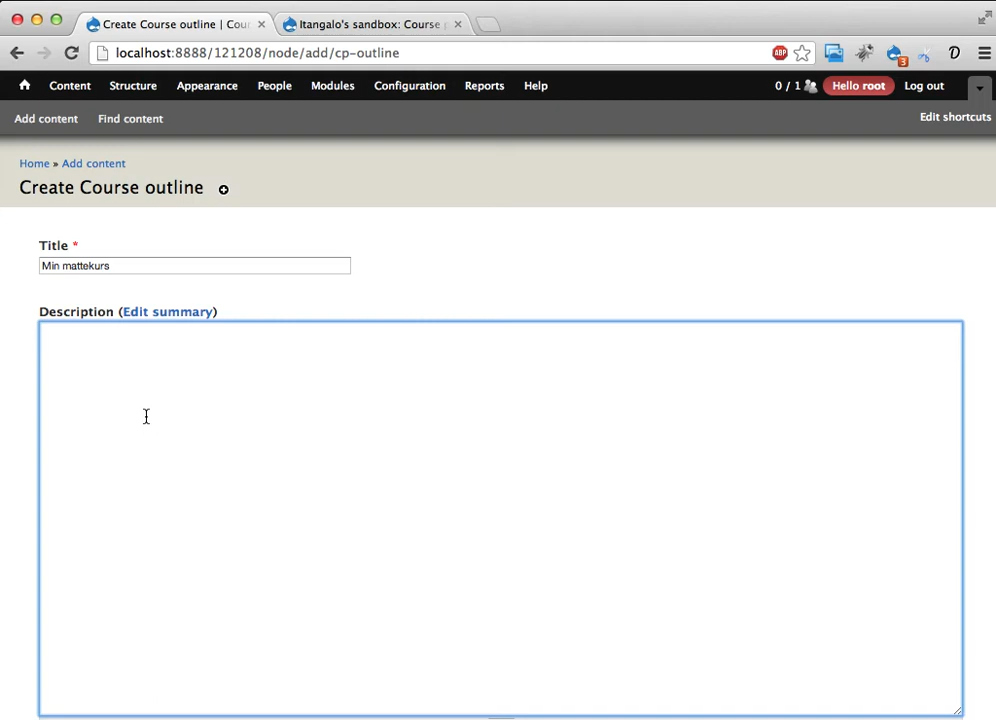 Create Course outline | Cou
Itangalo's sandbox: Course
localhost:8888/121208/node/add/cp-outline
ABP
3
D
Content Structure Appearance People Modules Configuration Reports Help 0 / 1 Hello root Log out
Add content Find content Edit shortcuts
Home » Add content
Create Course outline
Title *
Min mattekurs
Description (Edit summary)